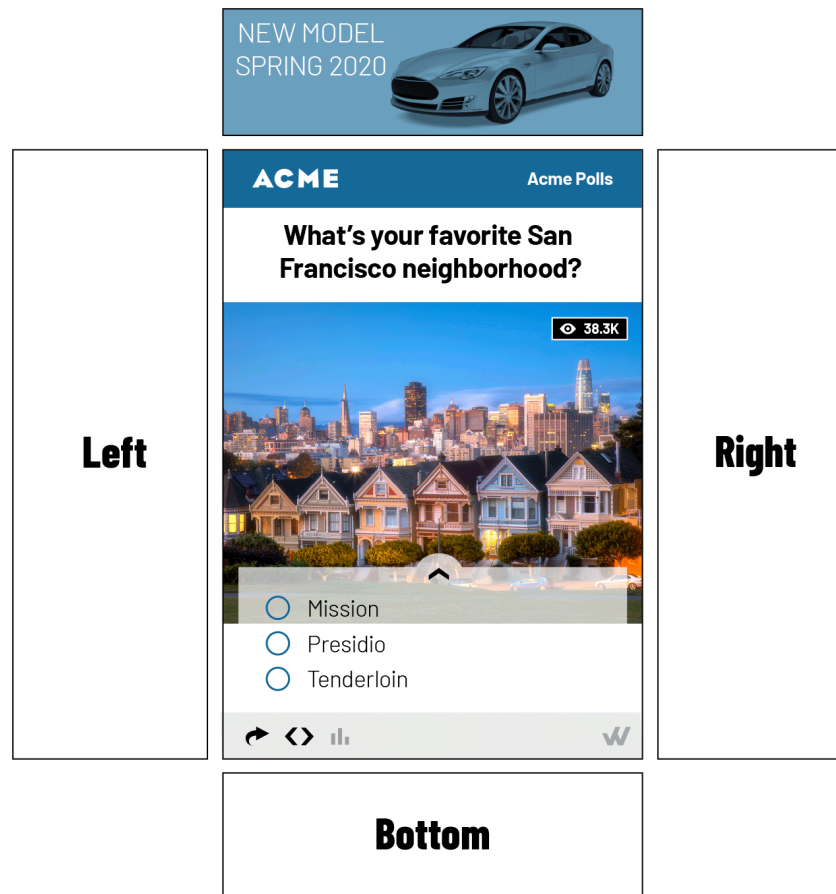 NEW MODEL
SPRING 2020
ACME
Acme Polls
What’s your favorite San
Francisco neighborhood?
38.3K
Left
Right
Mission
Presidio
Tenderloin
Bottom